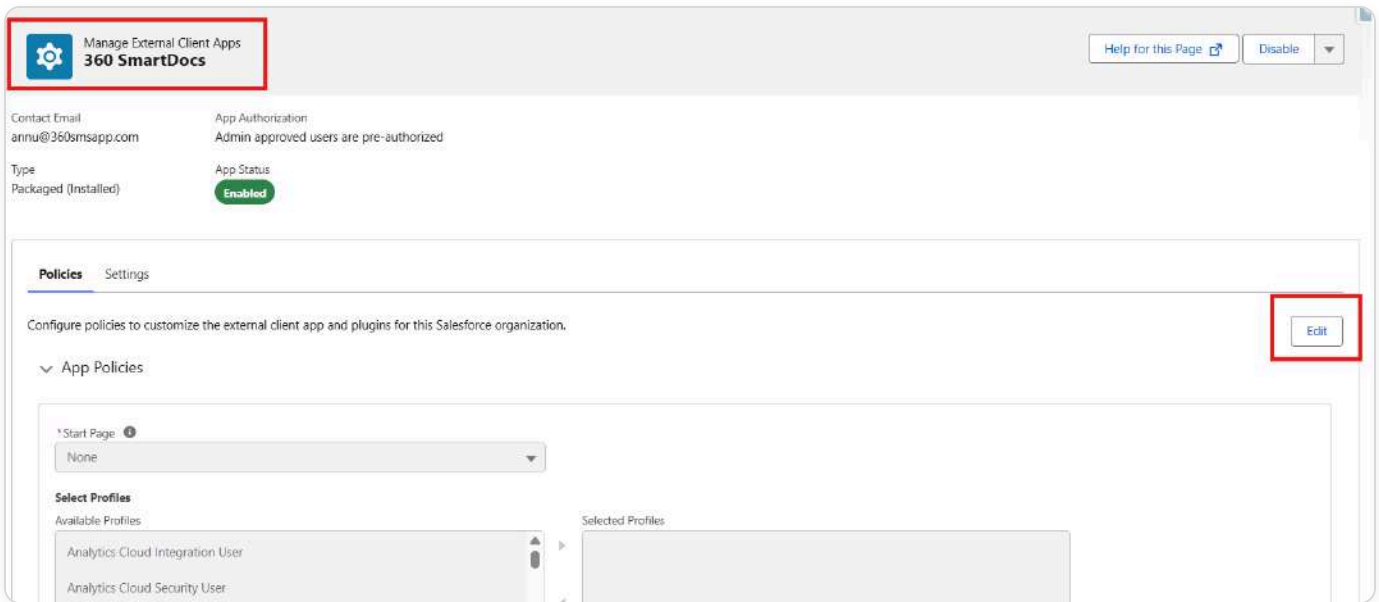 Manage External Client Apps
360 SmartDocs
Help for this Page
Disable
Contact Email
App Authorization
annu@360smsapp.com
Admin approved users are pre-authorized
Type
App Status
Packaged (Installed)
Enabled
Policies
Settings
Configure policies to customize the external client app and plugins for this Salesforce organization.
Edit
App Policies
*Start Page
None
Select Profiles
Available Profiles
Selected Profiles
Analytics Cloud Integration User
Analytics Cloud Security User